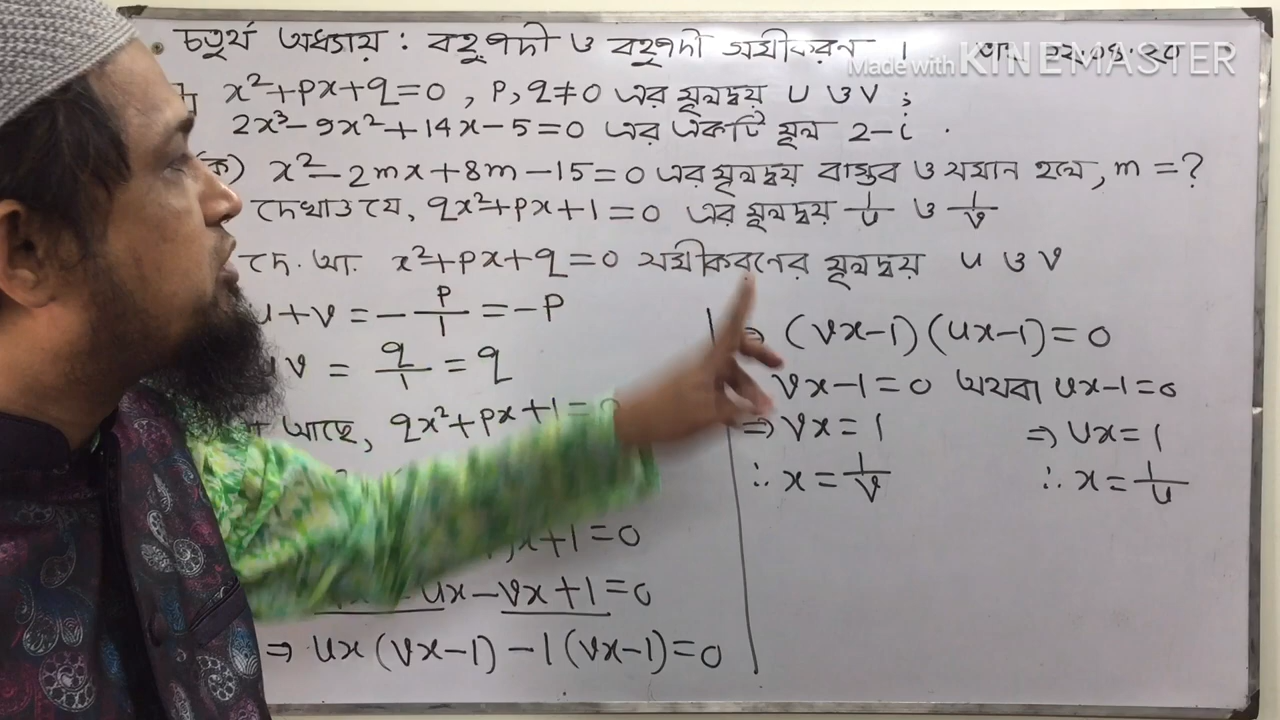 চতুর্থ অধ্যায় : বহুপদী ও বহুপদী সমীকরণ ।
Made with KINEMASTER
x²+px+q=0 , p,q≠0 এর মূলদ্বয় u ও v ;
2x³-9x²+14x-5=0 এর একটি মূল 2-i .
ক) x²-2mx+8m-15=0 এর মূলদ্বয় বাস্তব ও সমান হলে, m=?
দেখাও যে, qx²+px+1=0 এর মূলদ্বয় 1/u ও 1/v
দে. আ. x²+px+q=0 সমীকরণের মূলদ্বয় u ও v
u+v = -p/1 = -p
v = q/1 = q
আছে, qx²+px+1=0
x+1=0
ux-vx+1=0
⇒ ux(vx-1)-1(vx-1)=0
⇒ (vx-1)(ux-1)=0
vx-1=0 অথবা ux-1=0
⇒ vx=1 ⇒ ux=1
∴ x=1/v ∴ x=1/u